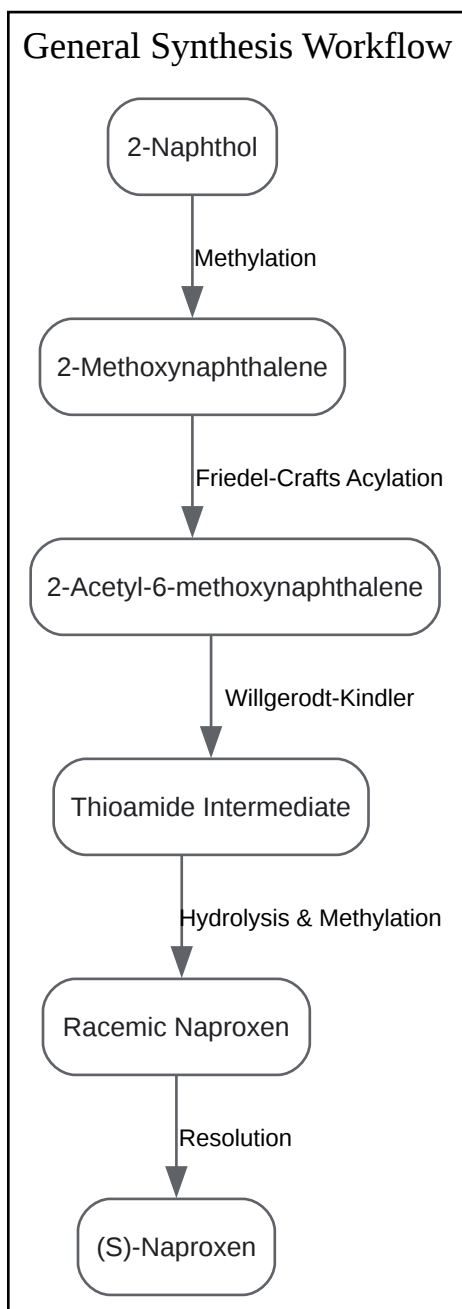 General Synthesis Workflow
2-Naphthol
Methylation
2-Methoxynaphthalene
Friedel-Crafts Acylation
2-Acetyl-6-methoxynaphthalene
Willgerodt-Kindler
Thioamide Intermediate
Hydrolysis & Methylation
Racemic Naproxen
Resolution
(S)-Naproxen